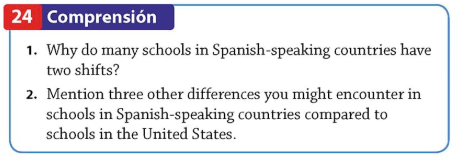 24 Comprensión
1. Why do many schools in Spanish-speaking countries have
two shifts?
2. Mention three other differences you might encounter in
schools in Spanish-speaking countries compared to
schools in the United States.